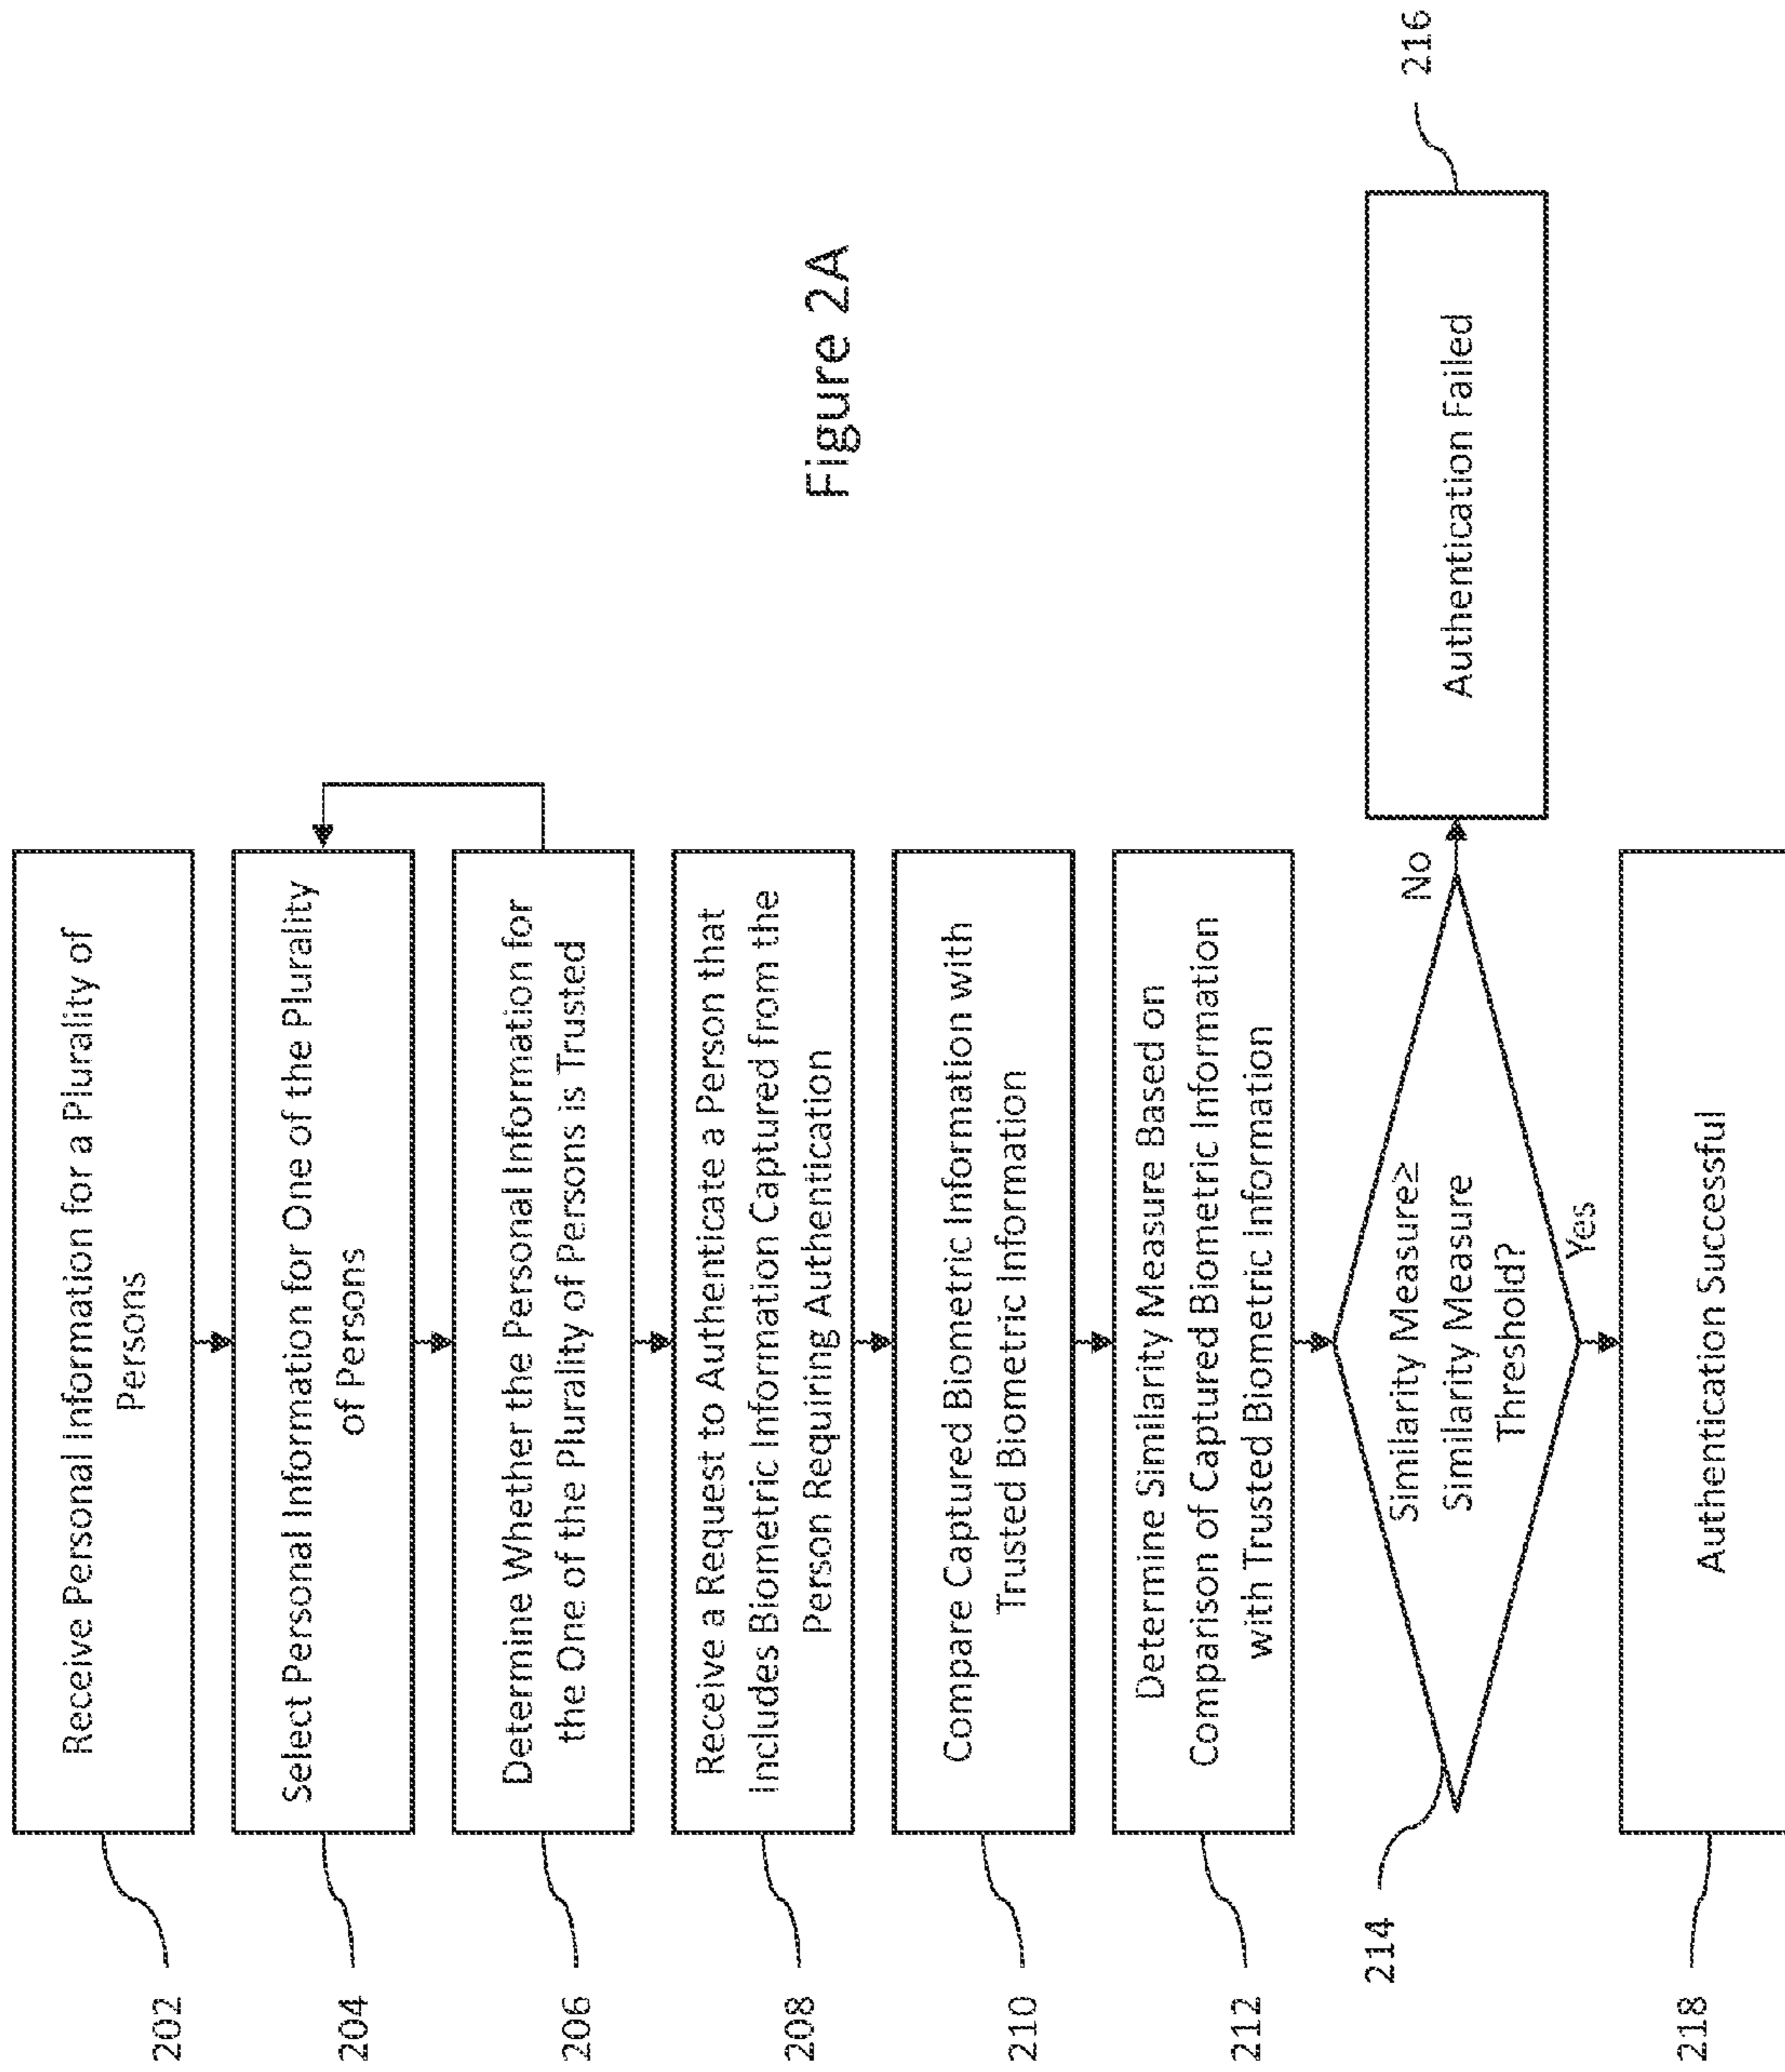 202
Receive Personal Information for a Plurality of
Persons
204
Select Personal Information for One of the Plurality
of Persons
206
Determine Whether the Personal Information for
the One of the Plurality of Persons is Trusted
208
Receive a Request to Authenticate a Person that
Includes Biometric Information Captured from the
Person Requiring Authentication
210
Compare Captured Biometric Information with
Trusted Biometric Information
212
Determine Similarity Measure Based on
Comparison of Captured Biometric Information
with Trusted Biometric Information
214
Similarity Measure≥
Similarity Measure
Threshold?
No
Yes
Authentication Failed
216
218
Authentication Successful
Figure 2A